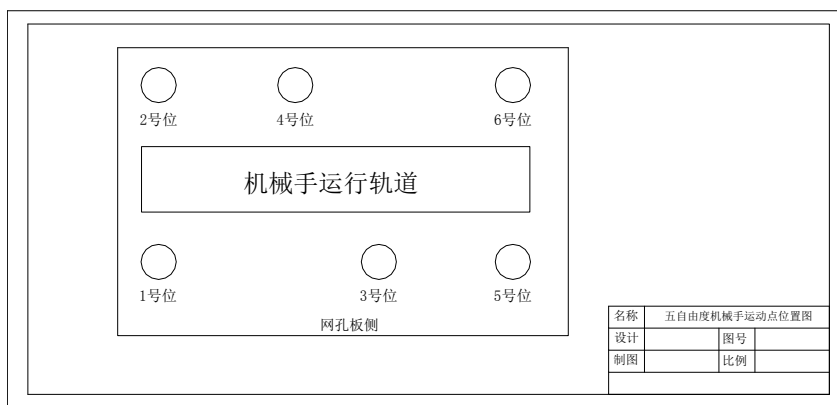 2号位 4号位 6号位
机械手运行轨道
1号位 3号位 5号位
网孔板侧
名称 五自由度机械手运动点位置图
设计 图号
制图 比例